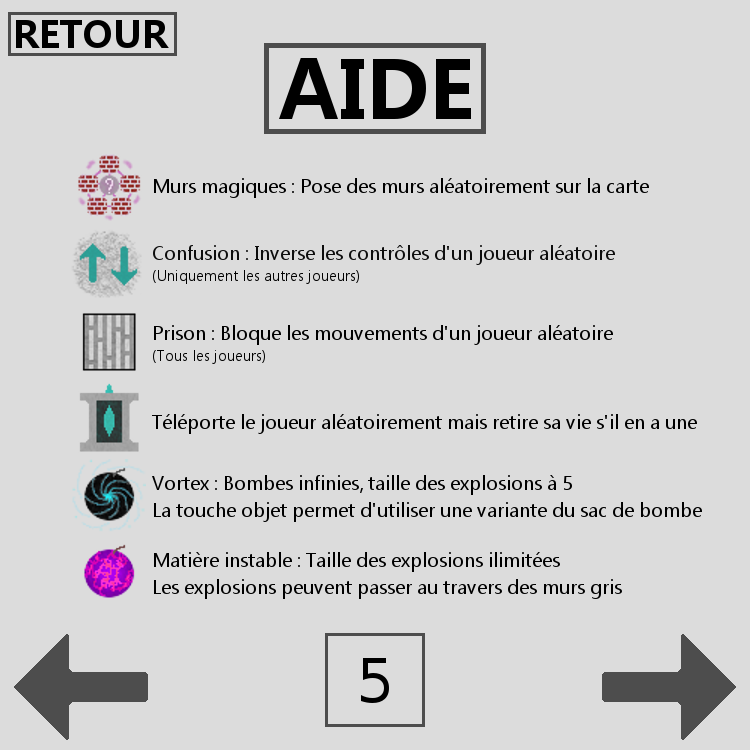 RETOUR
AIDE
?
Murs magiques : Pose des murs aléatoirement sur la carte
Confusion : Inverse les contrôles d'un joueur aléatoire
(Uniquement les autres joueurs)
Prison : Bloque les mouvements d'un joueur aléatoire
(Tous les joueurs)
Téléporte le joueur aléatoirement mais retire sa vie s'il en a une
Vortex : Bombes infinies, taille des explosions à 5
La touche objet permet d'utiliser une variante du sac de bombe
Matière instable : Taille des explosions ilimitées
Les explosions peuvent passer au travers des murs gris
5